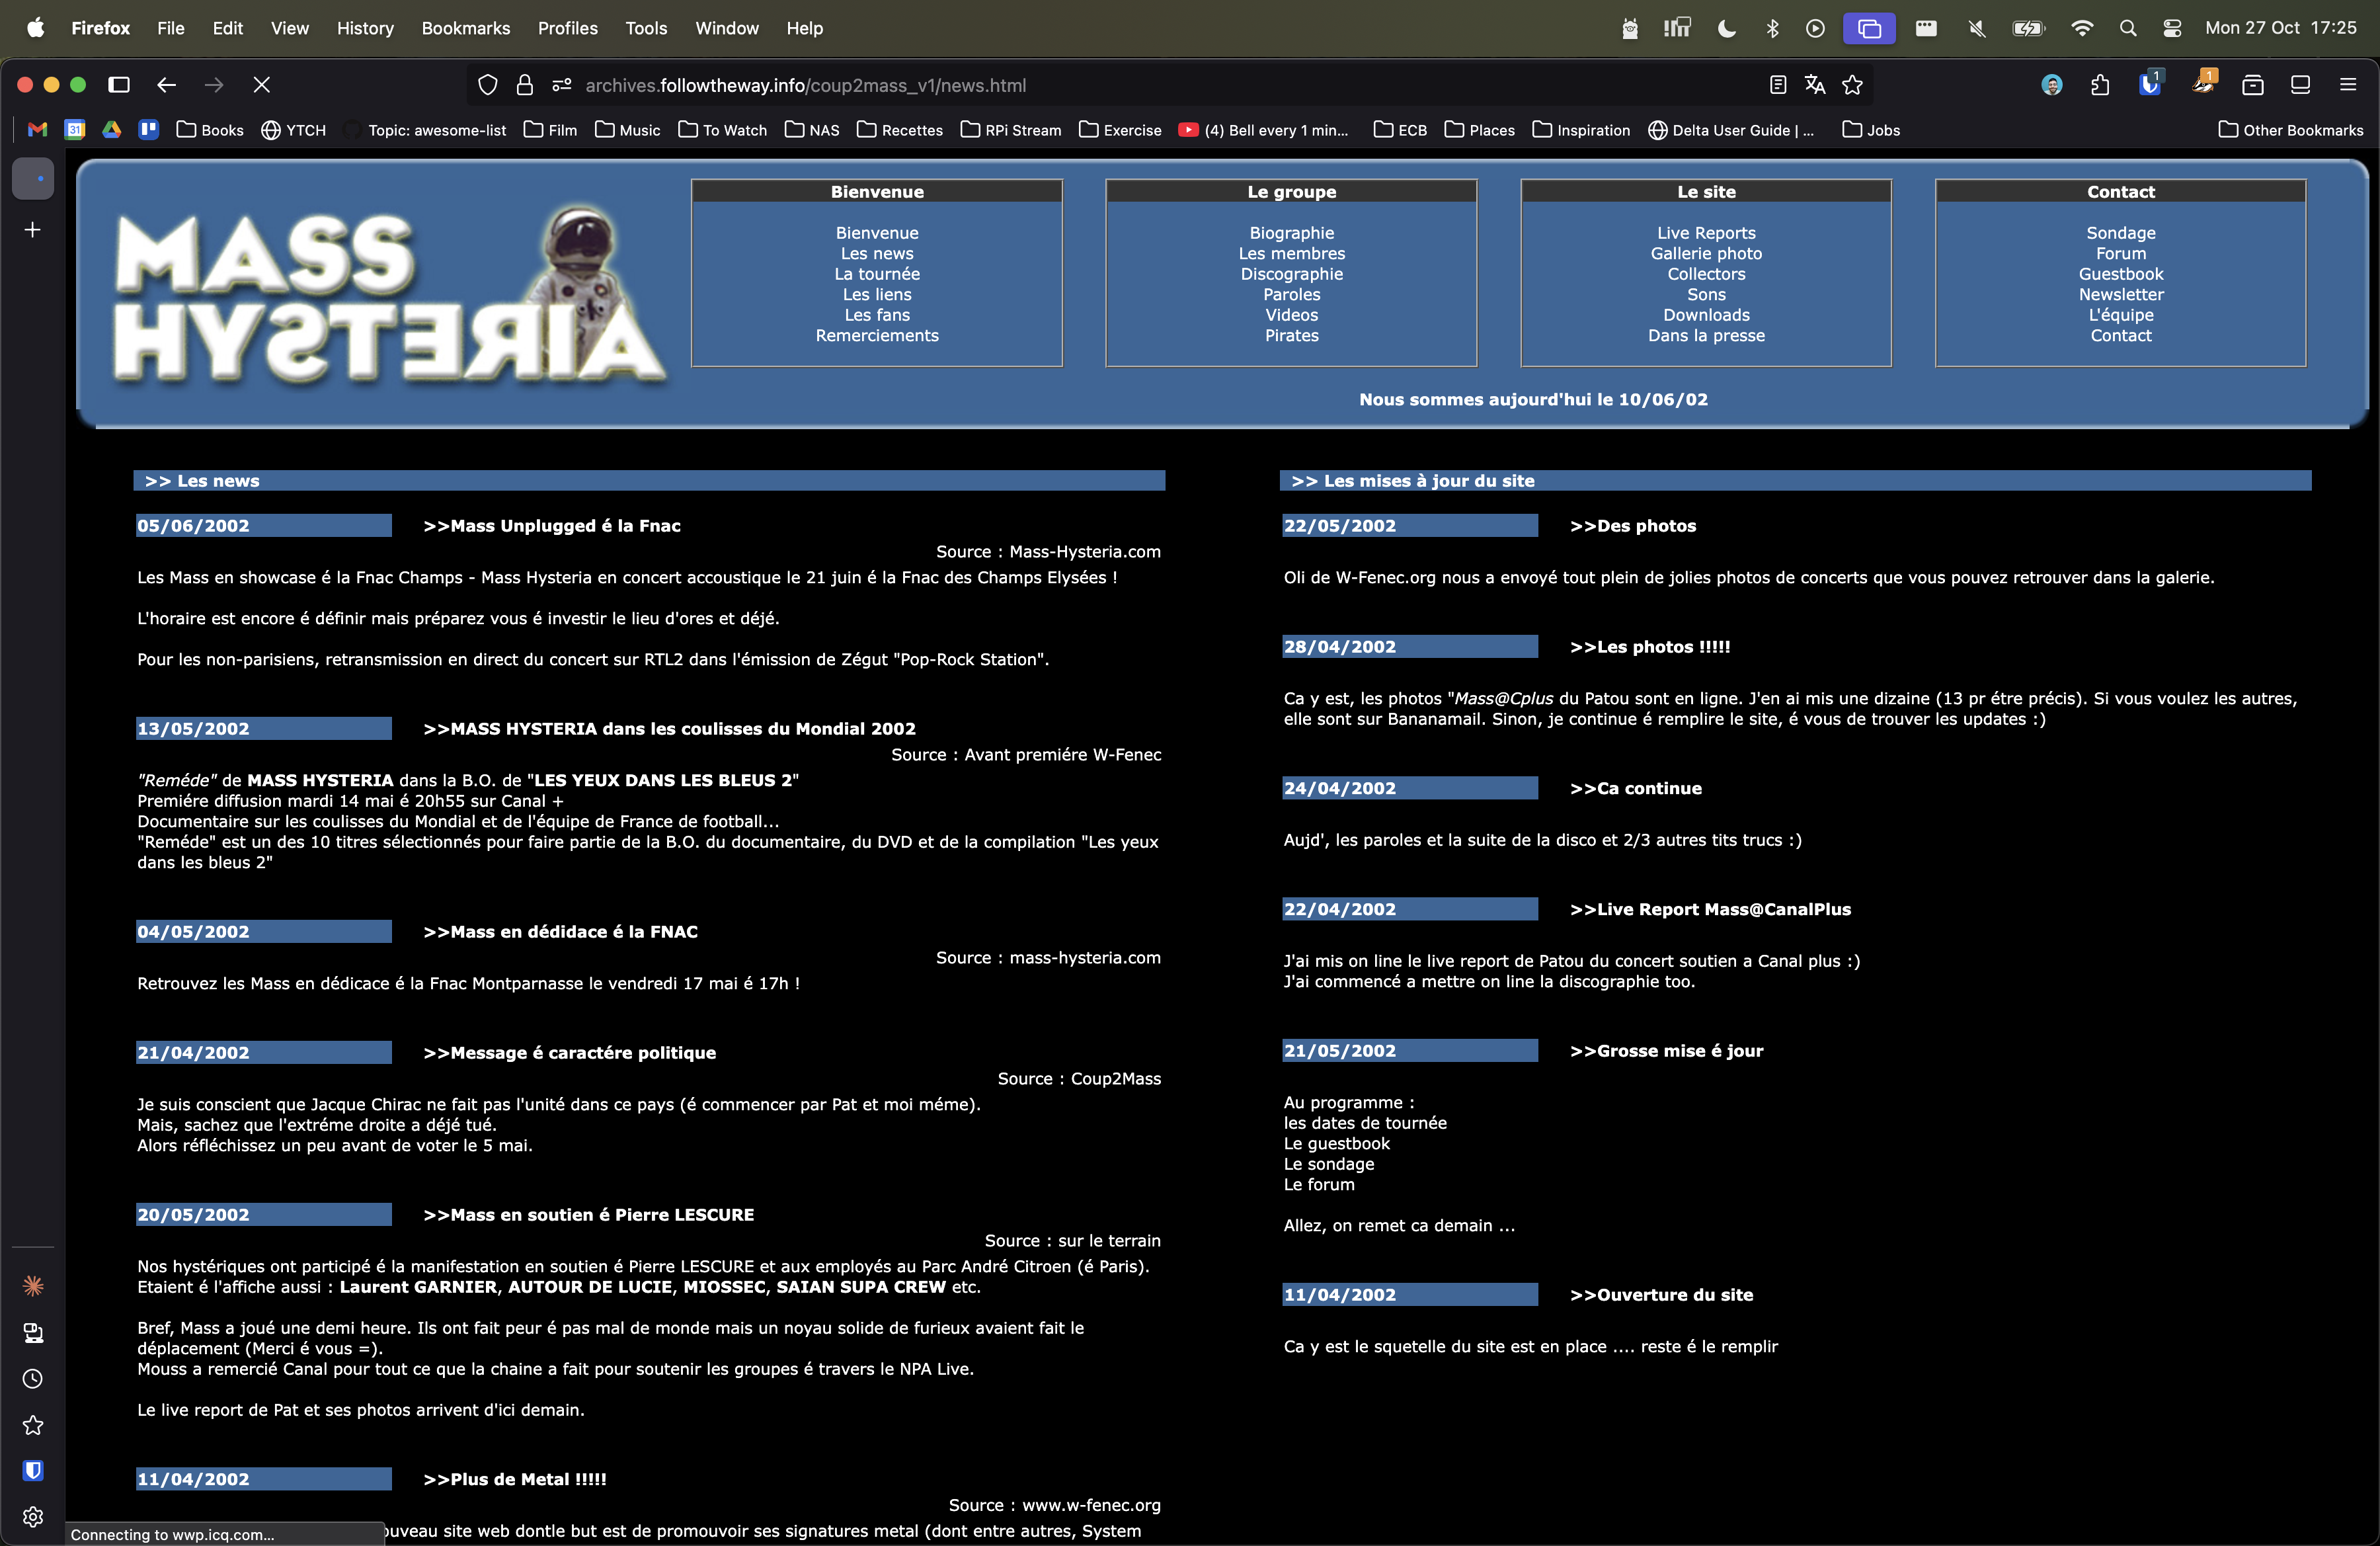 Firefox File Edit View History Bookmarks Profiles Tools Window Help Mon 27 Oct 17:25
archives.followtheway.info/coup2mass_v1/news.html 1 1
31 Books YTCH Topic: awesome-list Film Music To Watch NAS Recettes RPi Stream Exercise (4) Bell every 1 min... ECB Places Inspiration Delta User Guide | ... Jobs Other Bookmarks
MASS
HYSTERIA
Bienvenue
Bienvenue
Les news
La tournée
Les liens
Les fans
Remerciements
Le groupe
Biographie
Les membres
Discographie
Paroles
Videos
Pirates
Le site
Live Reports
Gallerie photo
Collectors
Sons
Downloads
Dans la presse
Contact
Sondage
Forum
Guestbook
Newsletter
L'équipe
Contact
Nous sommes aujourd'hui le 10/06/02
>> Les news
05/06/2002 >>Mass Unplugged é la Fnac
Source : Mass-Hysteria.com
Les Mass en showcase é la Fnac Champs - Mass Hysteria en concert accoustique le 21 juin é la Fnac des Champs Elysées !
L'horaire est encore é définir mais préparez vous é investir le lieu d'ores et déjé.
Pour les non-parisiens, retransmission en direct du concert sur RTL2 dans l'émission de Zégut "Pop-Rock Station".
13/05/2002 >>MASS HYSTERIA dans les coulisses du Mondial 2002
Source : Avant premiére W-Fenec
"Reméde" de MASS HYSTERIA dans la B.O. de "LES YEUX DANS LES BLEUS 2"
Premiére diffusion mardi 14 mai é 20h55 sur Canal +
Documentaire sur les coulisses du Mondial et de l'équipe de France de football...
"Reméde" est un des 10 titres sélectionnés pour faire partie de la B.O. du documentaire, du DVD et de la compilation "Les yeux
dans les bleus 2"
04/05/2002 >>Mass en dédidace é la FNAC
Source : mass-hysteria.com
Retrouvez les Mass en dédicace é la Fnac Montparnasse le vendredi 17 mai é 17h !
21/04/2002 >>Message é caractére politique
Source : Coup2Mass
Je suis conscient que Jacque Chirac ne fait pas l'unité dans ce pays (é commencer par Pat et moi méme).
Mais, sachez que l'extréme droite a déjé tué.
Alors réfléchissez un peu avant de voter le 5 mai.
20/05/2002 >>Mass en soutien é Pierre LESCURE
Source : sur le terrain
Nos hystériques ont participé é la manifestation en soutien é Pierre LESCURE et aux employés au Parc André Citroen (é Paris).
Etaient é l'affiche aussi : Laurent GARNIER, AUTOUR DE LUCIE, MIOSSEC, SAIAN SUPA CREW etc.
Bref, Mass a joué une demi heure. Ils ont fait peur é pas mal de monde mais un noyau solide de furieux avaient fait le
déplacement (Merci é vous =).
Mouss a remercié Canal pour tout ce que la chaine a fait pour soutenir les groupes é travers le NPA Live.
Le live report de Pat et ses photos arrivent d'ici demain.
11/04/2002 >>Plus de Metal !!!!!
Source : www.w-fenec.org
ouveau site web dontle but est de promouvoir ses signatures metal (dont entre autres, System
>> Les mises à jour du site
22/05/2002 >>Des photos
Oli de W-Fenec.org nous a envoyé tout plein de jolies photos de concerts que vous pouvez retrouver dans la galerie.
28/04/2002 >>Les photos !!!!!
Ca y est, les photos "Mass@Cplus du Patou sont en ligne. J'en ai mis une dizaine (13 pr étre précis). Si vous voulez les autres,
elle sont sur Bananamail. Sinon, je continue é remplire le site, é vous de trouver les updates :)
24/04/2002 >>Ca continue
Aujd', les paroles et la suite de la disco et 2/3 autres tits trucs :)
22/04/2002 >>Live Report Mass@CanalPlus
J'ai mis on line le live report de Patou du concert soutien a Canal plus :)
J'ai commencé a mettre on line la discographie too.
21/05/2002 >>Grosse mise é jour
Au programme :
les dates de tournée
Le guestbook
Le sondage
Le forum
Allez, on remet ca demain ...
11/04/2002 >>Ouverture du site
Ca y est le squetelle du site est en place .... reste é le remplir
Connecting to wwp.icq.com...